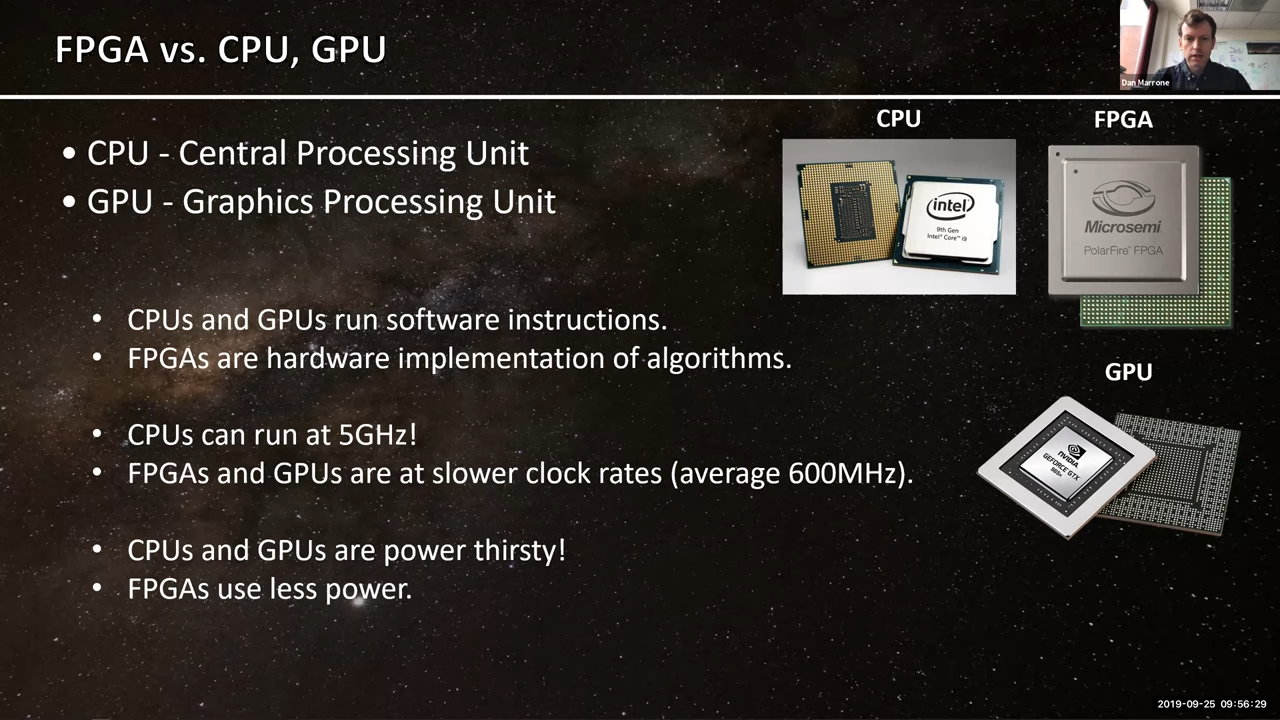 FPGA vs. CPU, GPU
Dan Marrone
• CPU - Central Processing Unit
• GPU - Graphics Processing Unit
• CPUs and GPUs run software instructions.
• FPGAs are hardware implementation of algorithms.
• CPUs can run at 5GHz!
• FPGAs and GPUs are at slower clock rates (average 600MHz).
• CPUs and GPUs are power thirsty!
• FPGAs use less power.
CPU
intel
9th Gen
Intel® Core™ i9
FPGA
Microsemi
PolarFire™ FPGA
GPU
NVIDIA
GEFORCE GTX
2019-09-25 09:56:29